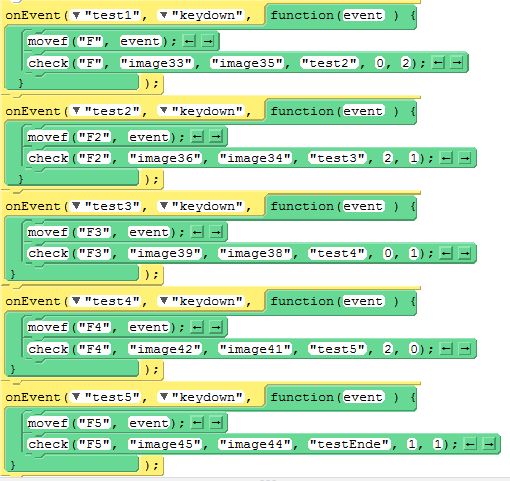 onEvent(▼"test1", ▼"keydown", function(event ) {
movef("F", event); ← →
check("F", "image33", "image35", "test2", 0, 2); ← →
} );
onEvent(▼"test2", ▼"keydown", function(event ) {
movef("F2", event); ← →
check("F2", "image36", "image34", "test3", 2, 1); ← →
} );
onEvent(▼"test3", ▼"keydown", function(event ) {
movef("F3", event); ← →
check("F3", "image39", "image38", "test4", 0, 1); ← →
} );
onEvent(▼"test4", ▼"keydown", function(event ) {
movef("F4", event); ← →
check("F4", "image42", "image41", "test5", 2, 0); ← →
} );
onEvent(▼"test5", ▼"keydown", function(event ) {
movef("F5", event); ← →
check("F5", "image45", "image44", "testEnde", 1, 1); ← →
} );